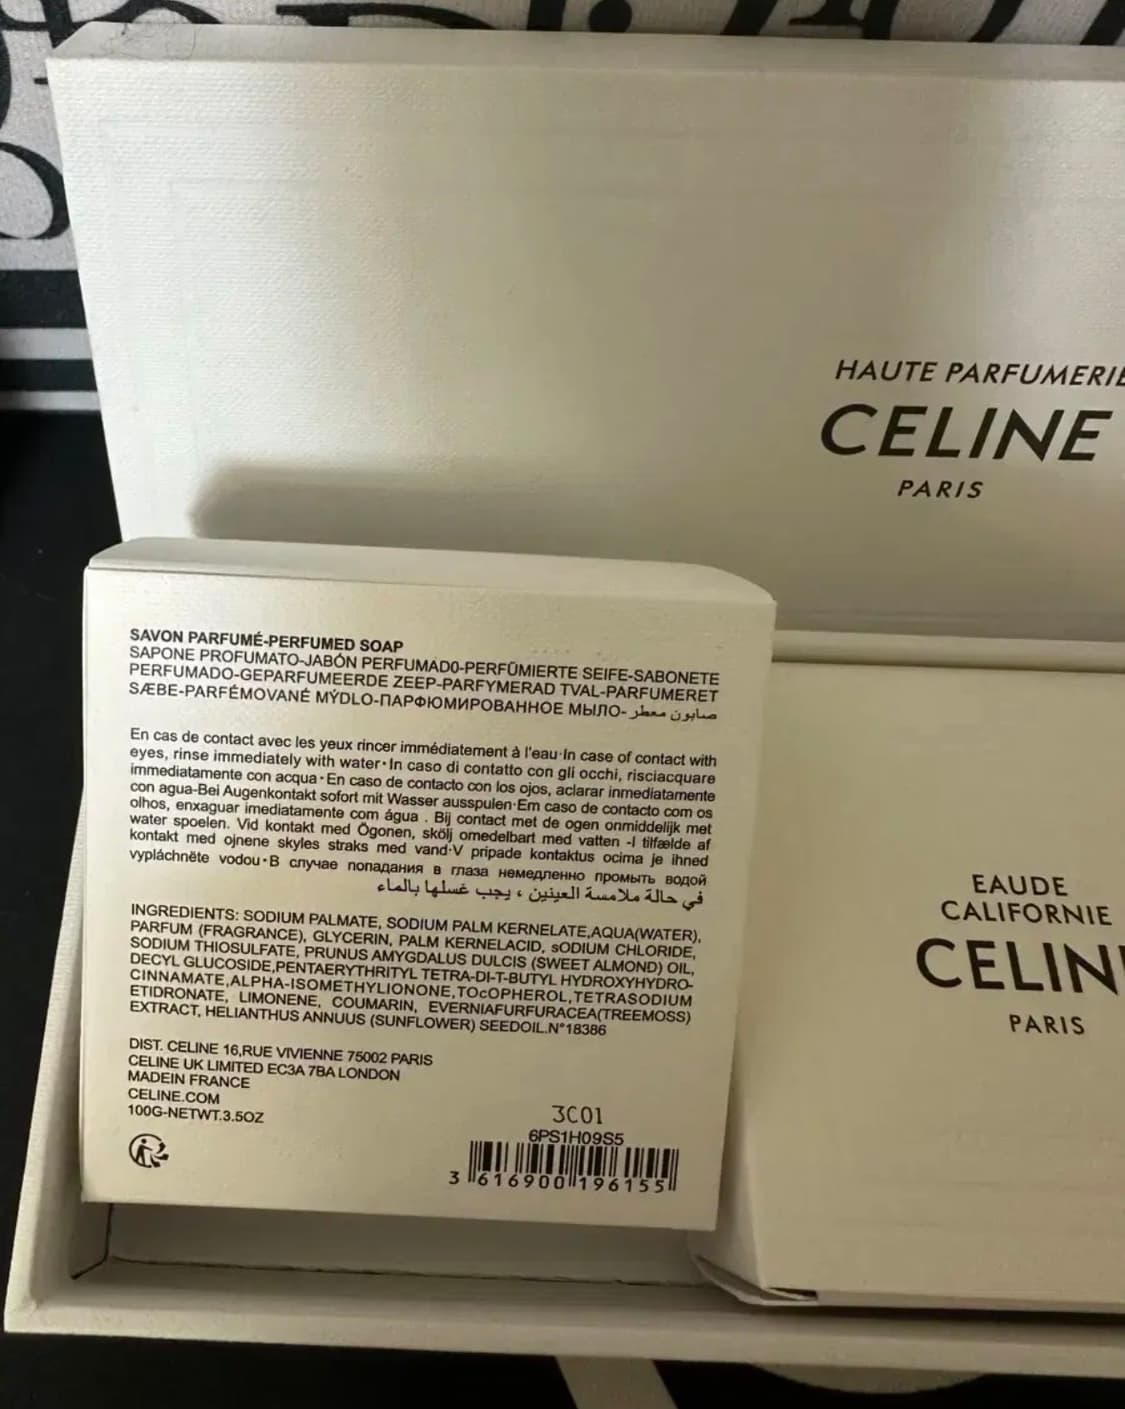 HAUTE PARFUMERIE
CELINE
PARIS
SAVON PARFUMÉ-PERFUMED SOAP
SAPONE PROFUMATO-JABÓN PERFUMAD0-PERFŪMIERTE SEIFE-SABONETE
PERFUMADO-GEPARFUMEERDE ZEEP-PARFYMERAD TVAL-PARFUMERET
SÆBE-PARFÉMOVANÉ MÝDLO-ПАРФЮМИРОВАННОЕ МЫЛО- صابون معطر
En cas de contact avec les yeux rincer immédiatement à l'eau·In case of contact with
eyes, rinse immediately with water·In caso di contatto con gli occhi, risciacquare
immediatamente con acqua·En caso de contacto con los ojos, aclarar inmediatamente
con agua-Bei Augenkontakt sofort mit Wasser ausspulen·Em caso de contacto com os
olhos, enxaguar imediatamente com água . Bij contact met de ogen onmiddelijk met
water spoelen. Vid kontakt med Ögonen, skölj omedelbart med vatten -I tilfælde af
kontakt med ojnene skyles straks med vand·V pripade kontaktus ocima je ihned
vypláchněte vodou·В случае попадания в глаза немедленно промыть водой
في حالة ملامسة العينين ، يجب غسلها بالماء
INGREDIENTS: SODIUM PALMATE, SODIUM PALM KERNELATE,AQUA(WATER),
PARFUM (FRAGRANCE), GLYCERIN, PALM KERNELACID, sODIUM CHLORIDE,
SODIUM THIOSULFATE, PRUNUS AMYGDALUS DULCIS (SWEET ALMOND) OIL,
DECYL GLUCOSIDE,PENTAERYTHRITYL TETRA-DI-T-BUTYL HYDROXYHYDRO-
CINNAMATE,ALPHA-ISOMETHYLIONONE,TOcOPHEROL,TETRASODIUM
ETIDRONATE, LIMONENE, COUMARIN, EVERNIAFURFURACEA(TREEMOSS)
EXTRACT, HELIANTHUS ANNUUS (SUNFLOWER) SEEDOIL.N°18386
DIST. CELINE 16,RUE VIVIENNE 75002 PARIS
CELINE UK LIMITED EC3A 7BA LONDON
MADEIN FRANCE
CELINE.COM
100G-NETWT.3.5OZ
3C01
6PS1H09S5
3 616900 196155
EAUDE
CALIFORNIE
CELIN
PARIS